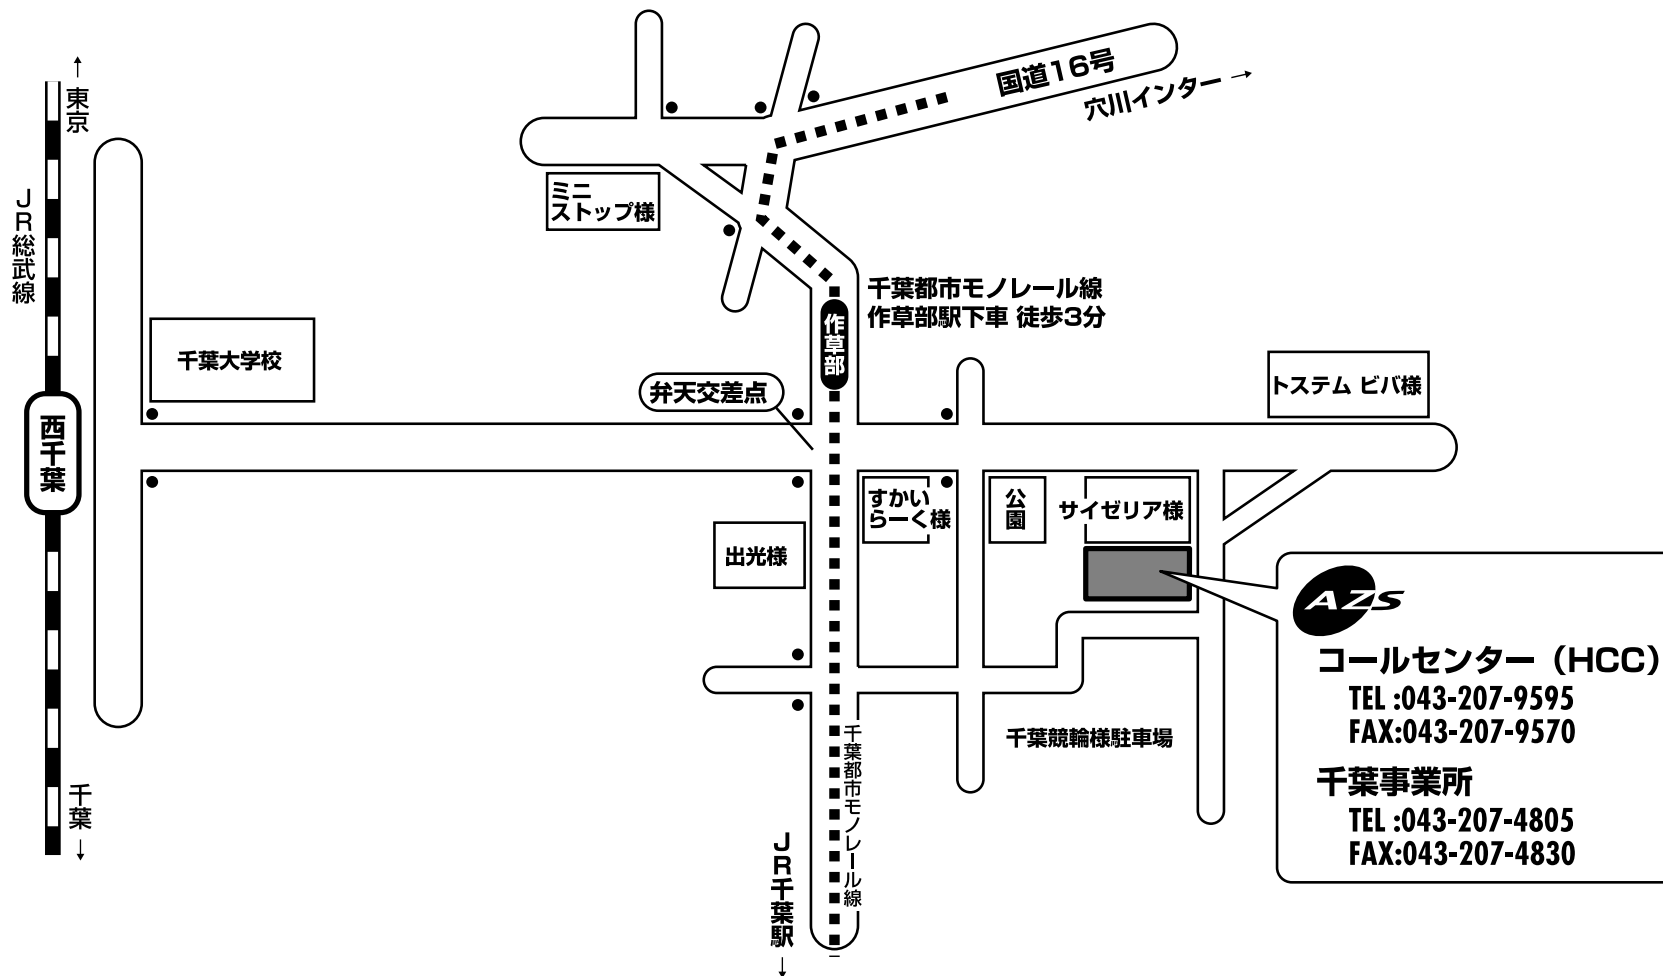 国道16号
穴川インター →
↑
東京
JR総武線
西千葉
千葉
↓
ミニ
ストップ様
千葉都市モノレール線
作草部駅下車 徒歩3分
作草部
千葉大学校
弁天交差点
トステム ビバ様
すかい
らーく様
公園
サイゼリア様
出光様
AZS
コールセンター（HCC）
TEL :043-207-9595
FAX:043-207-9570
千葉事業所
TEL :043-207-4805
FAX:043-207-4830
千葉競輪様駐車場
千葉都市モノレール線
JR千葉駅
↓